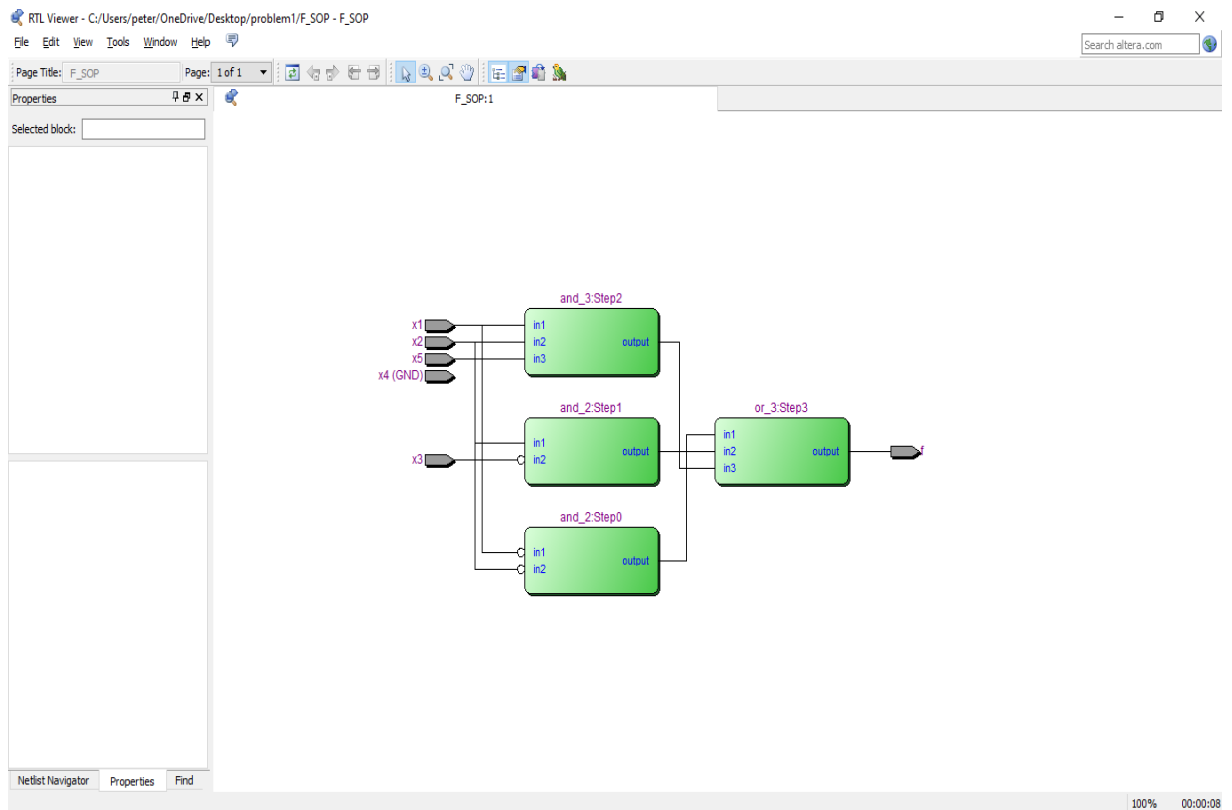 RTL Viewer - C:/Users/peter/OneDrive/Desktop/problem1/F_SOP - F_SOP
File Edit View Tools Window Help
Search altera.com
Page Title: F_SOP Page: 1 of 1
Properties
F_SOP:1
Selected block:
and_3:Step2
x1
in1
x2
in2
output
x5
in3
x4 (GND)
and_2:Step1
or_3:Step3
in1
in1
x3
in2
output
in2
output
f
in3
and_2:Step0
in1
in2
output
Netlist Navigator Properties Find
100% 00:00:08